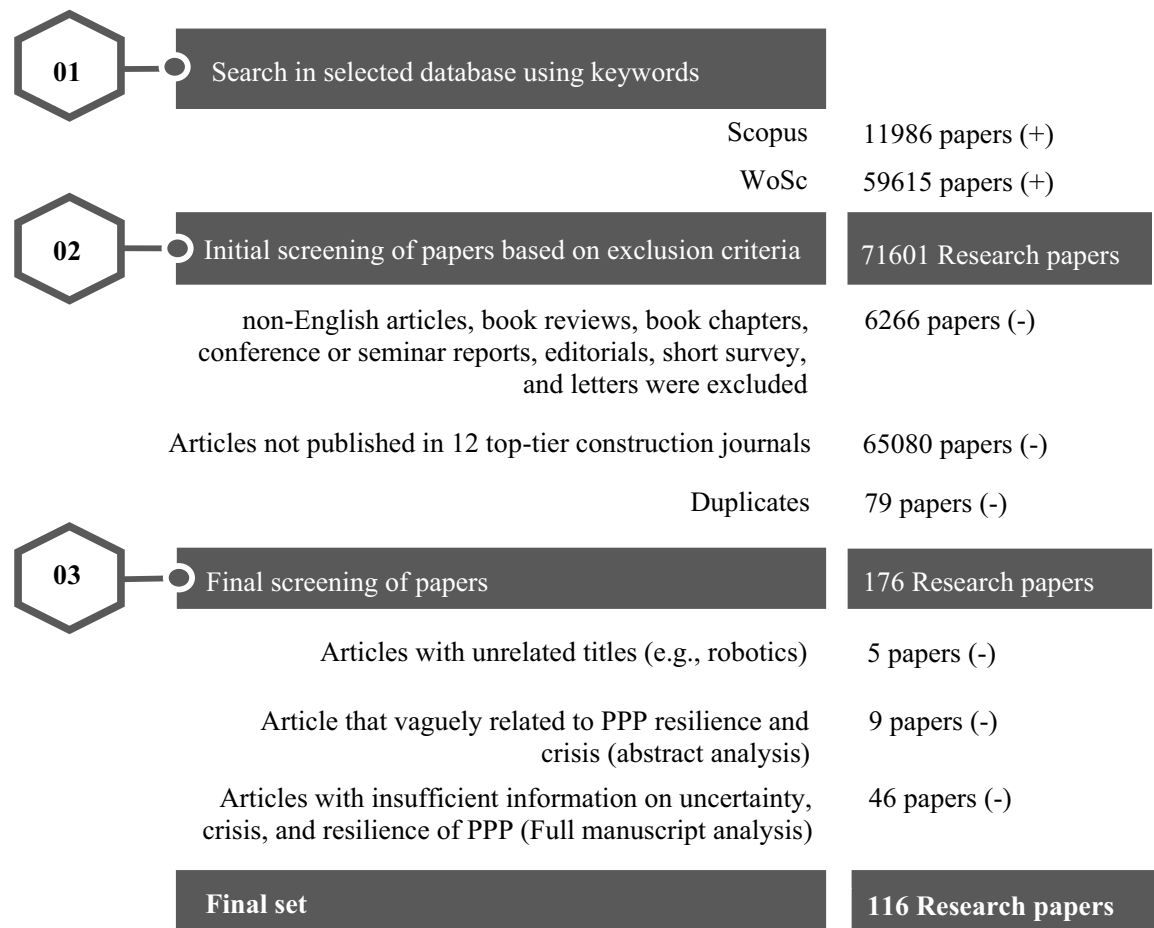 01
Search in selected database using keywords
Scopus 11986 papers (+)
WoSc 59615 papers (+)
02
Initial screening of papers based on exclusion criteria 71601 Research papers
non-English articles, book reviews, book chapters, 6266 papers (-)
conference or seminar reports, editorials, short survey,
and letters were excluded
Articles not published in 12 top-tier construction journals 65080 papers (-)
Duplicates 79 papers (-)
03
Final screening of papers 176 Research papers
Articles with unrelated titles (e.g., robotics) 5 papers (-)
Article that vaguely related to PPP resilience and 9 papers (-)
crisis (abstract analysis)
Articles with insufficient information on uncertainty, 46 papers (-)
crisis, and resilience of PPP (Full manuscript analysis)
Final set 116 Research papers